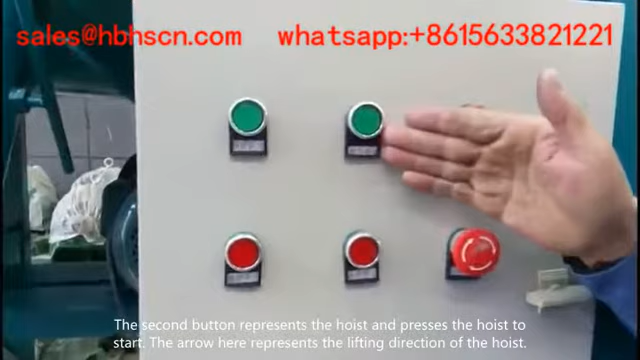 sales@hbhscn.com whatsapp:+8615633821221
The second button represents the hoist and presses the hoist to
start. The arrow here represents the lifting direction of the hoist.